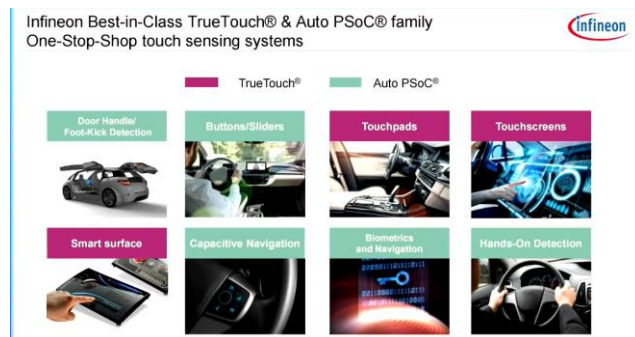 Infineon Best-in-Class TrueTouch® & Auto PSoC® family
One-Stop-Shop touch sensing systems
infineon
TrueTouch®
Auto PSoC®
Door Handle/
Foot-Kick Detection
Buttons/Sliders
Touchpads
Touchscreens
Smart surface
Capacitive Navigation
Biometrics
and Navigation
Hands-On Detection